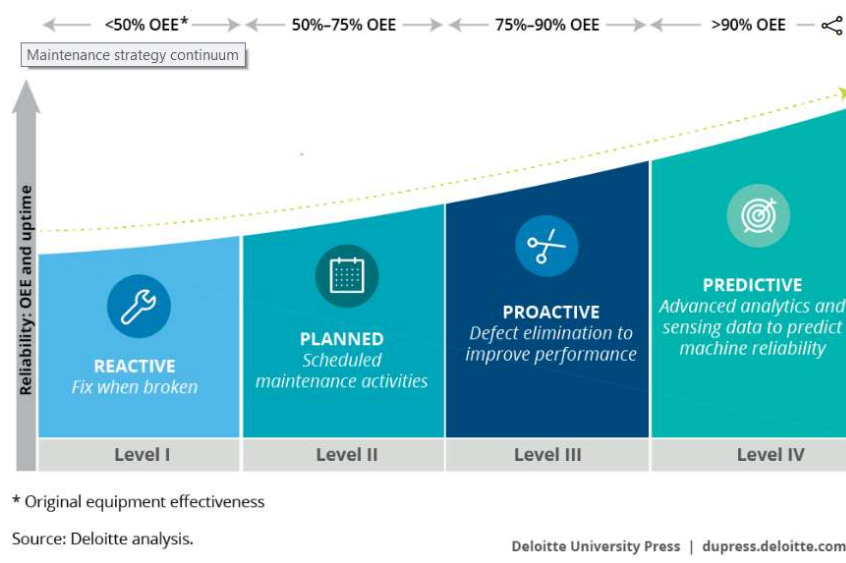 <50% OEE*
50%–75% OEE
75%–90% OEE
>90% OEE
Maintenance strategy continuum
Reliability: OEE and uptime
REACTIVE
Fix when broken
PLANNED
Scheduled
maintenance activities
PROACTIVE
Defect elimination to
improve performance
PREDICTIVE
Advanced analytics and
sensing data to predict
machine reliability
Level I
Level II
Level III
Level IV
* Original equipment effectiveness
Source: Deloitte analysis.
Deloitte University Press | dupress.deloitte.com